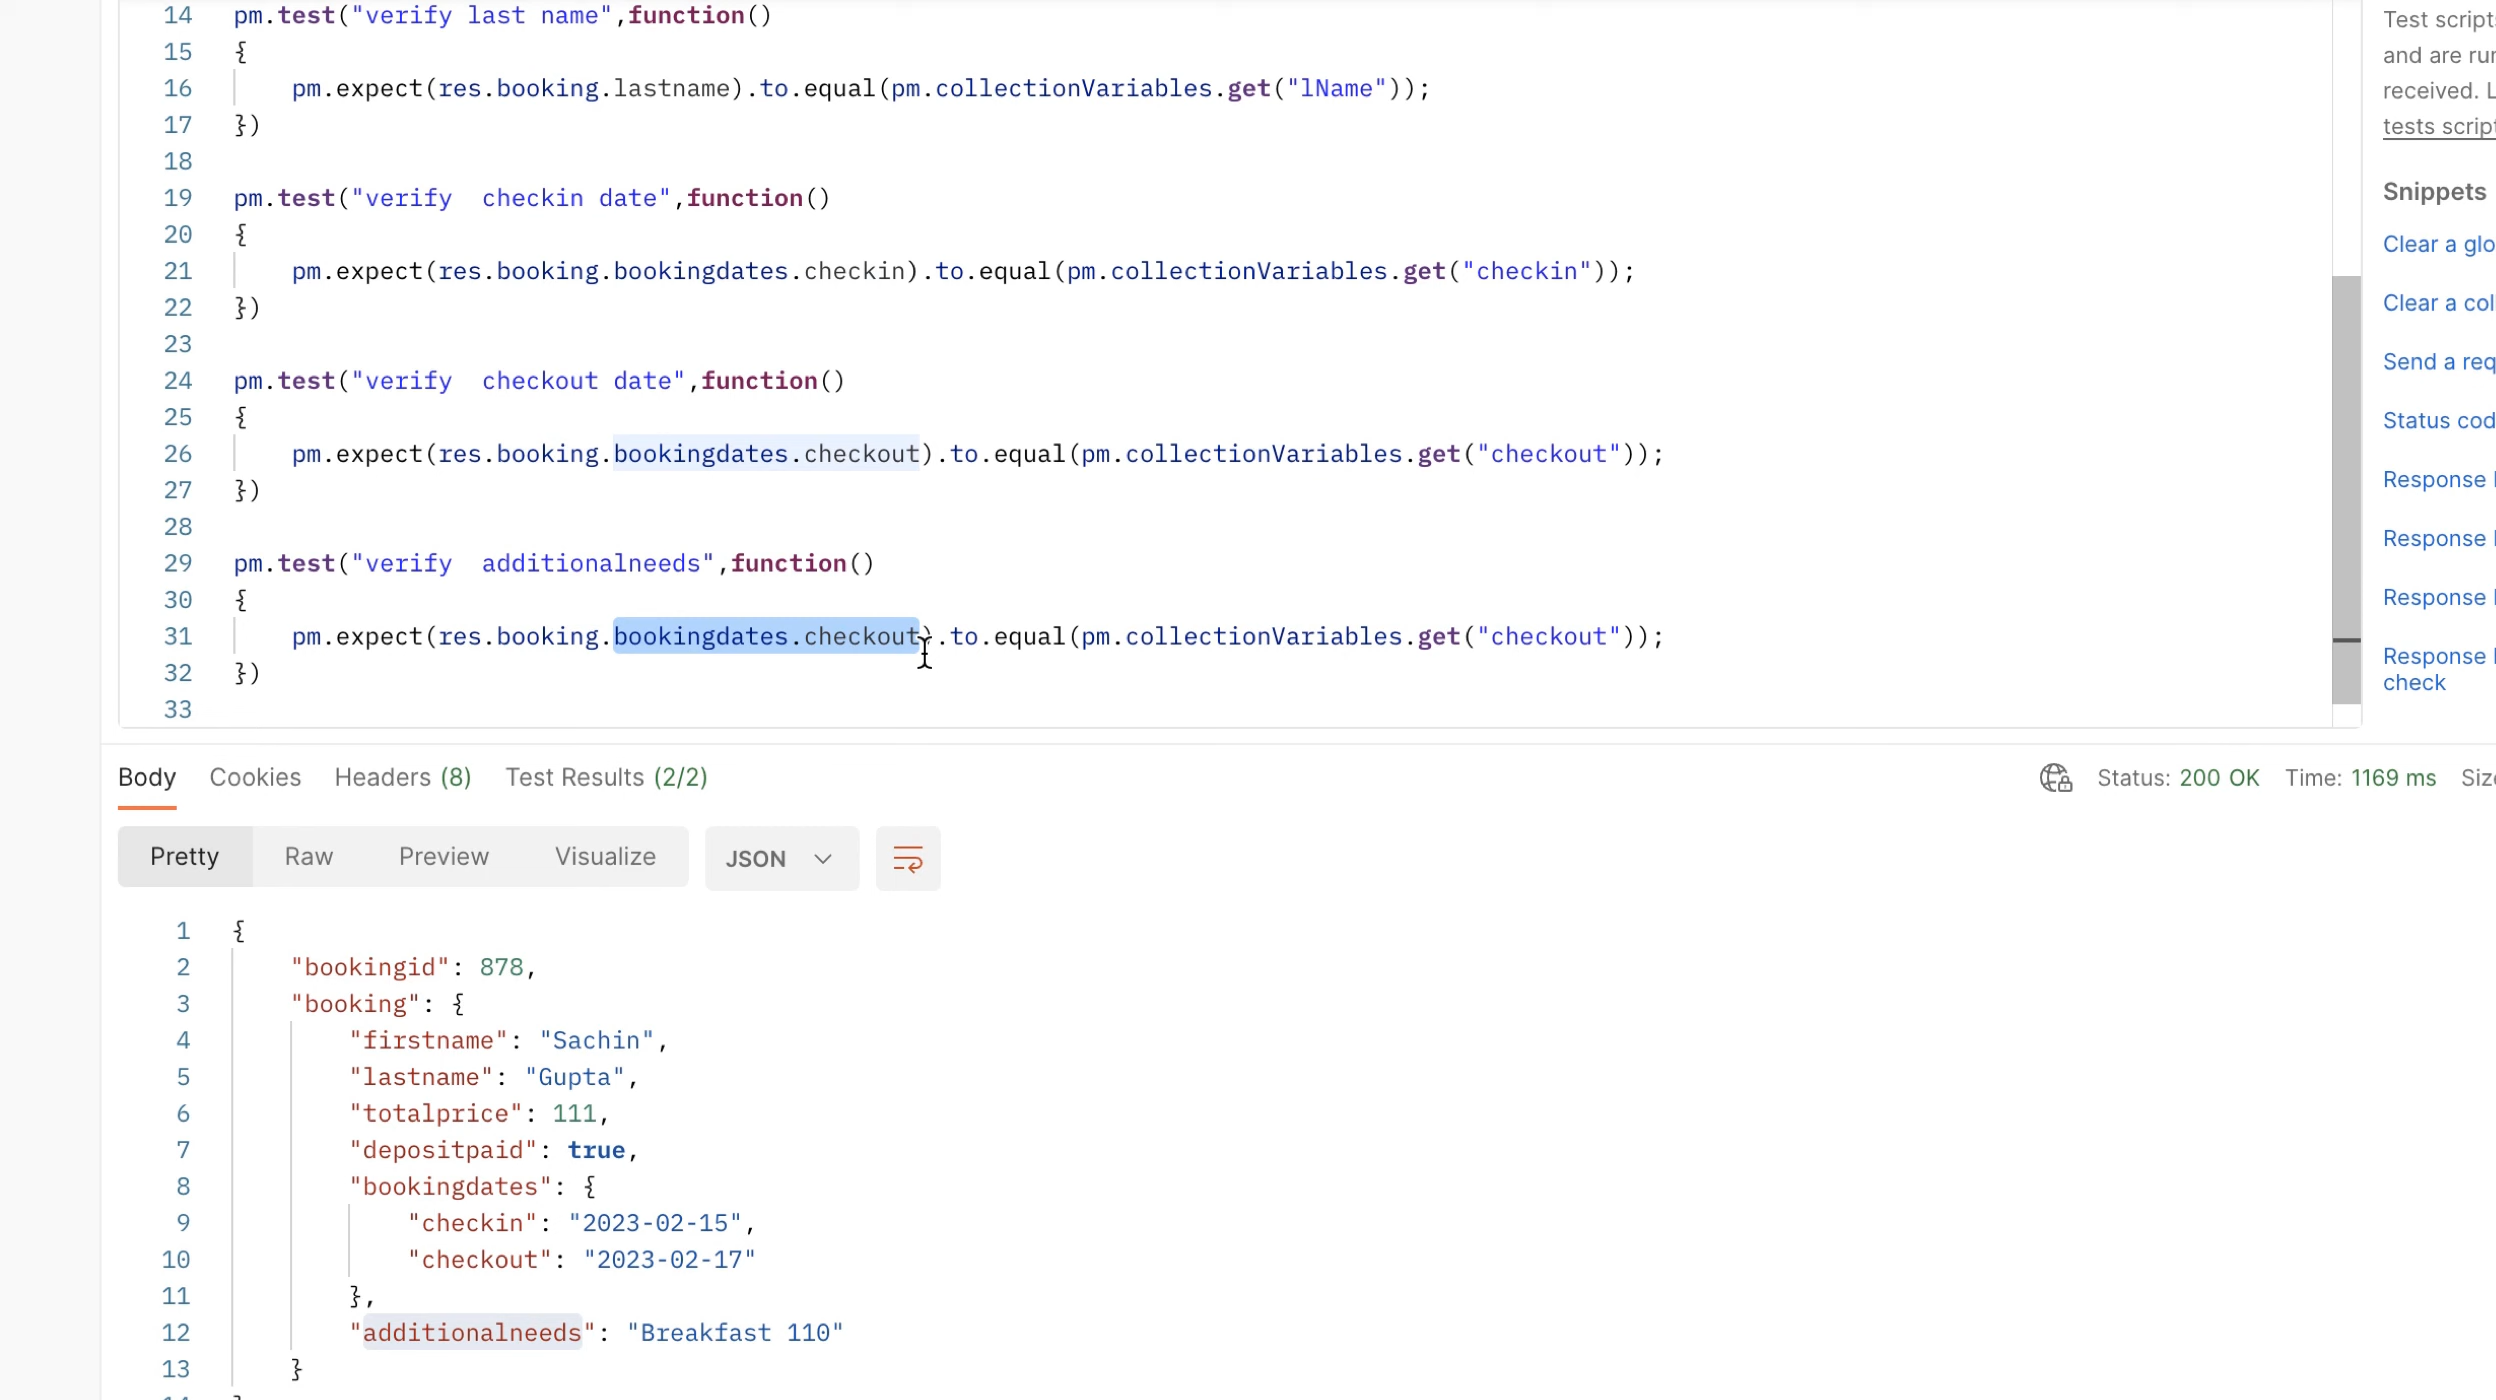 14 pm.test("verify last name",function()
15 {
16 pm.expect(res.booking.lastname).to.equal(pm.collectionVariables.get("lName"));
17 })
18
19 pm.test("verify  checkin date",function()
20 {
21 pm.expect(res.booking.bookingdates.checkin).to.equal(pm.collectionVariables.get("checkin"));
22 })
23
24 pm.test("verify  checkout date",function()
25 {
26 pm.expect(res.booking.bookingdates.checkout).to.equal(pm.collectionVariables.get("checkout"));
27 })
28
29 pm.test("verify  additionalneeds",function()
30 {
31 pm.expect(res.booking.bookingdates.checkout).to.equal(pm.collectionVariables.get("checkout"));
32 })
33
Test script
and are
received.
tests script
Snippets
Clear a
Clear a
Send a
Status
Response
Response
Response
Response
check
Body Cookies Headers (8) Test Results (2/2) Status: 200 OK Time: 1169 ms
Pretty Raw Preview Visualize JSON
1 {
2 "bookingid": 878,
3 "booking": {
4 "firstname": "Sachin",
5 "lastname": "Gupta",
6 "totalprice": 111,
7 "depositpaid": true,
8 "bookingdates": {
9 "checkin": "2023-02-15",
10 "checkout": "2023-02-17"
11 },
12 "additionalneeds": "Breakfast 110"
13 }